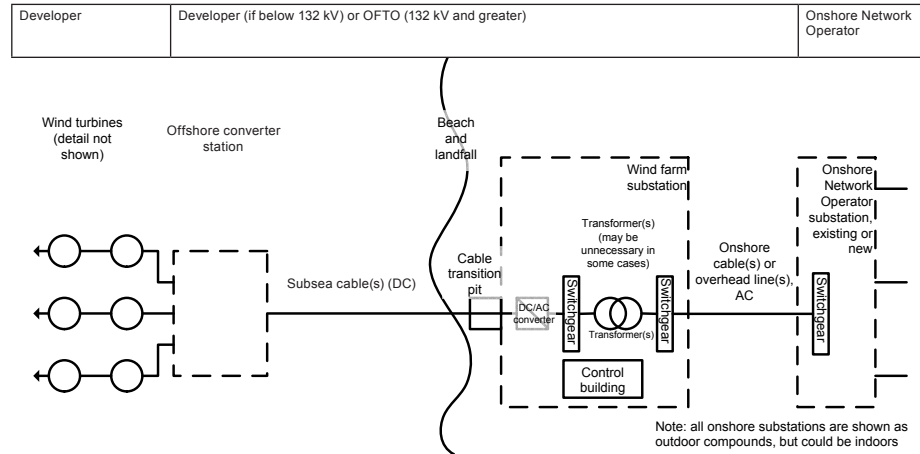 Developer
Developer (if below 132 kV) or OFTO (132 kV and greater)
Onshore Network
Operator
Wind turbines
(detail not
shown)
Offshore converter
station
Beach
and
landfall
Wind farm
substation
Onshore
Network
Operator
substation,
existing or
new
Transformer(s)
(may be
unnecessary in
some cases)
Subsea cable(s) (DC)
Cable
transition
pit
Onshore
cable(s) or
overhead line(s),
AC
DC/AC
converter
Switchgear
Transformer(s)
Switchgear
Switchgear
Control
building
Note: all onshore substations are shown as
outdoor compounds, but could be indoors